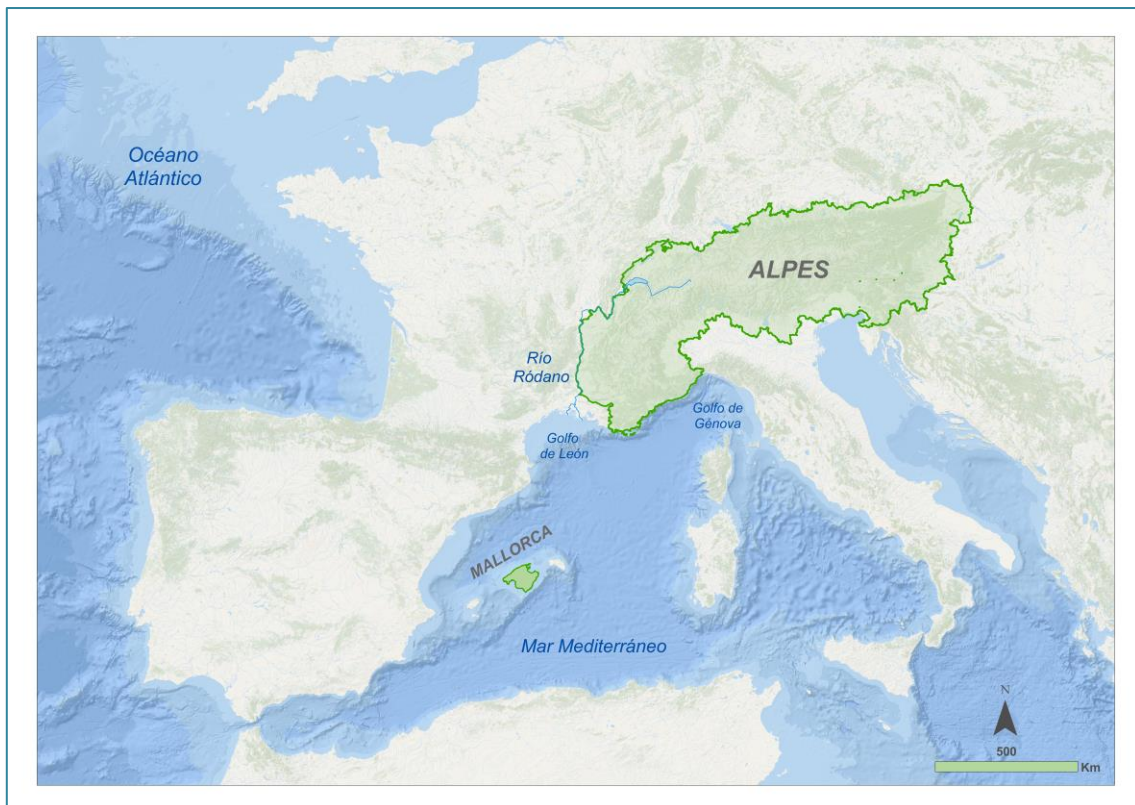 Océano
Atlántico
ALPES
Río
Ródano
Golfo de
Génova
Golfo
de León
MALLORCA
Mar Mediterráneo
N
500
Km